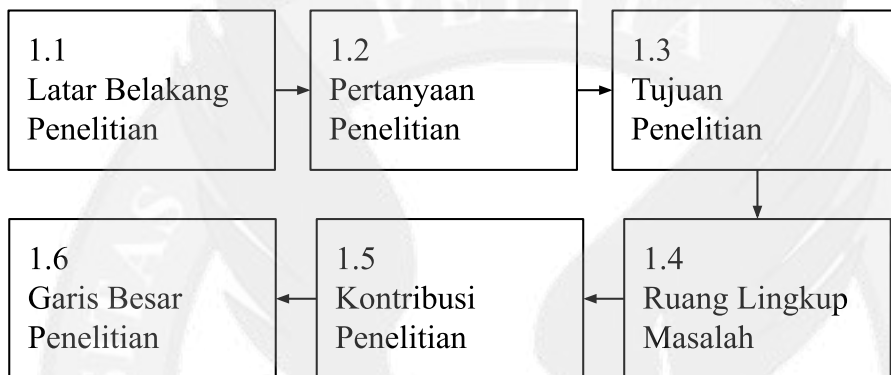 1.1
Latar Belakang
Penelitian
1.2
Pertanyaan
Penelitian
1.3
Tujuan
Penelitian
1.4
Ruang Lingkup
Masalah
1.5
Kontribusi
Penelitian
1.6
Garis Besar
Penelitian
PELITA